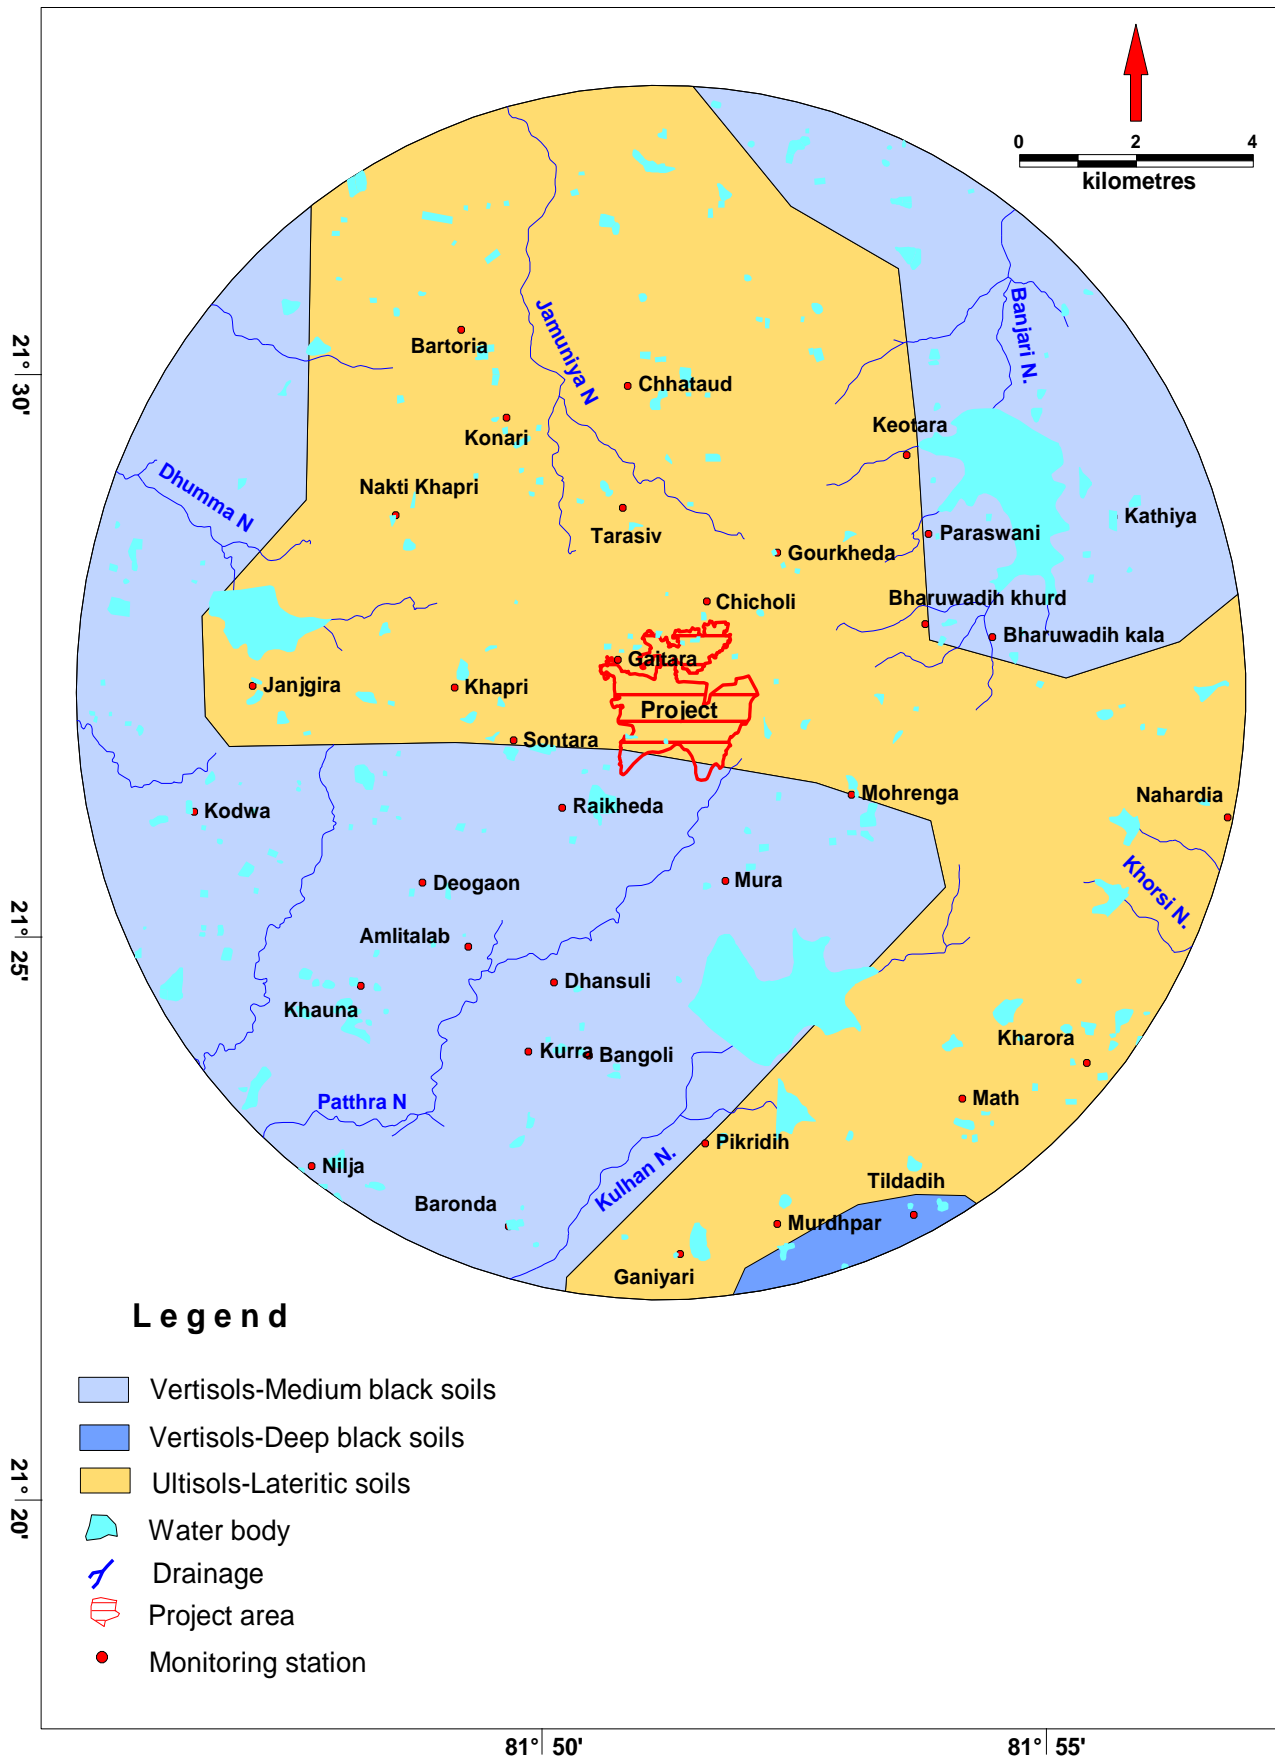 0 2 4
kilometres
Jamuniya N
Banjari N.
Bartoria
21° 30'
Chhataud
Keotara
Konari
Dhumma N
Nakti Khapri
Kathiya
Tarasiv
Paraswani
Gourkheda
Chicholi
Bharuwadih khurd
Bharuwadih kala
Gaitara
Janjgira
Khapri
Project
Sontara
Mohrenga
Nahardia
Kodwa
Raikheda
Deogaon
Mura
Khorsi N.
Amlitalab
21° 25'
Dhansuli
Khauna
Kharora
Kurra
Bangoli
Patthra N
Math
Pikridih
Nilja
Kulhan N.
Tildadih
Baronda
Murdhpar
Ganiyari
Legend
Vertisols-Medium black soils
Vertisols-Deep black soils
Ultisols-Lateritic soils
21° 20'
Water body
Drainage
Project area
Monitoring station
81° 50' 81° 55'